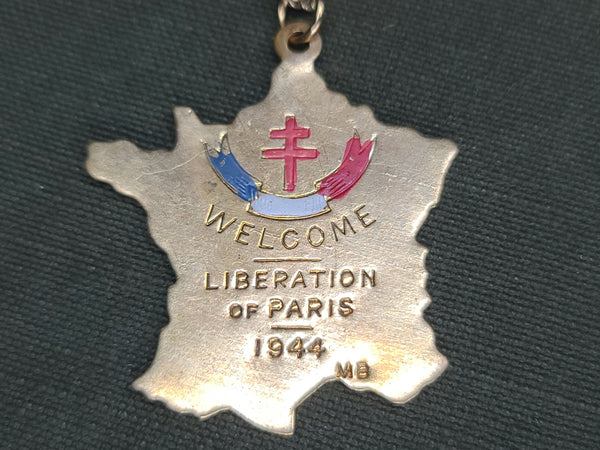 WELCOME
LIBERATION
OF PARIS
1944
MB